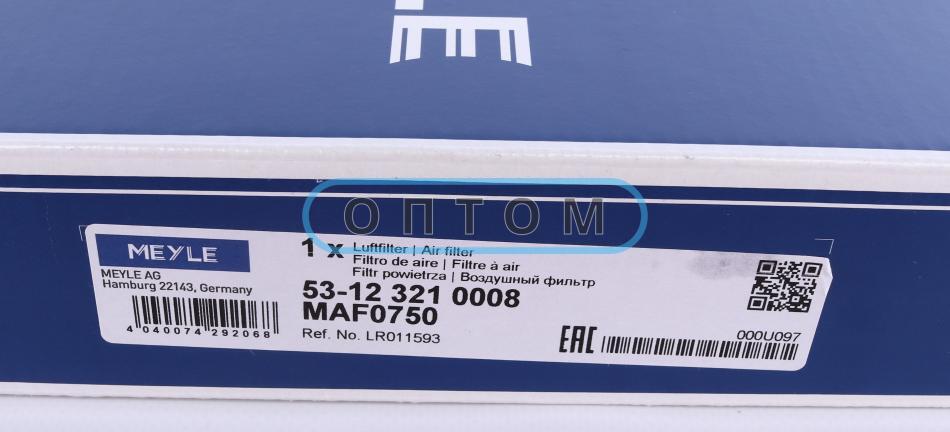 LE
ОПТОМ
MEYLE
MEYLE AG
Hamburg 22143, Germany
4 040074 292068
1 x Luftfilter | Air filter
Filtro de aire | Filtre à air
Filtr powietrza | Воздушный фильтр
53-12 321 0008
MAF0750
Ref. No. LR011593
EAC
000U097